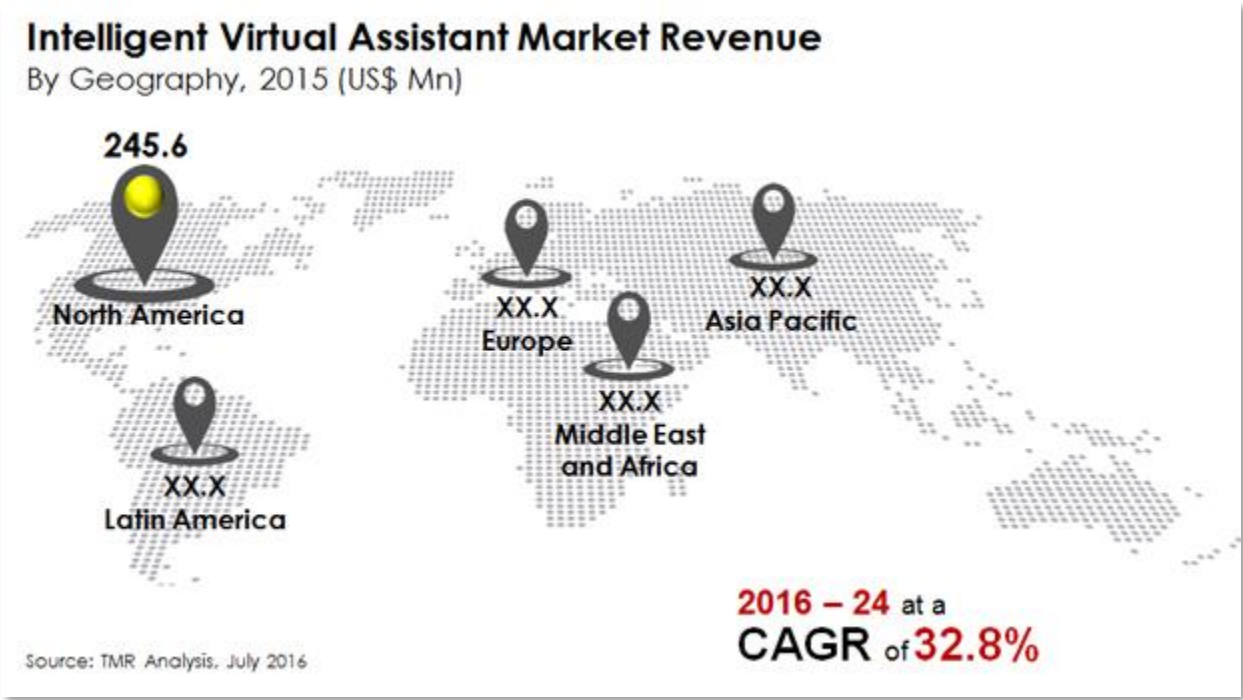 Intelligent Virtual Assistant Market Revenue
By Geography, 2015 (US$ Mn)
245.6
North America
XX.X
Europe
XX.X
Asia Pacific
XX.X
Middle East
and Africa
XX.X
Latin America
2016 – 24 at a
CAGR of 32.8%
Source: TMR Analysis. July 2016